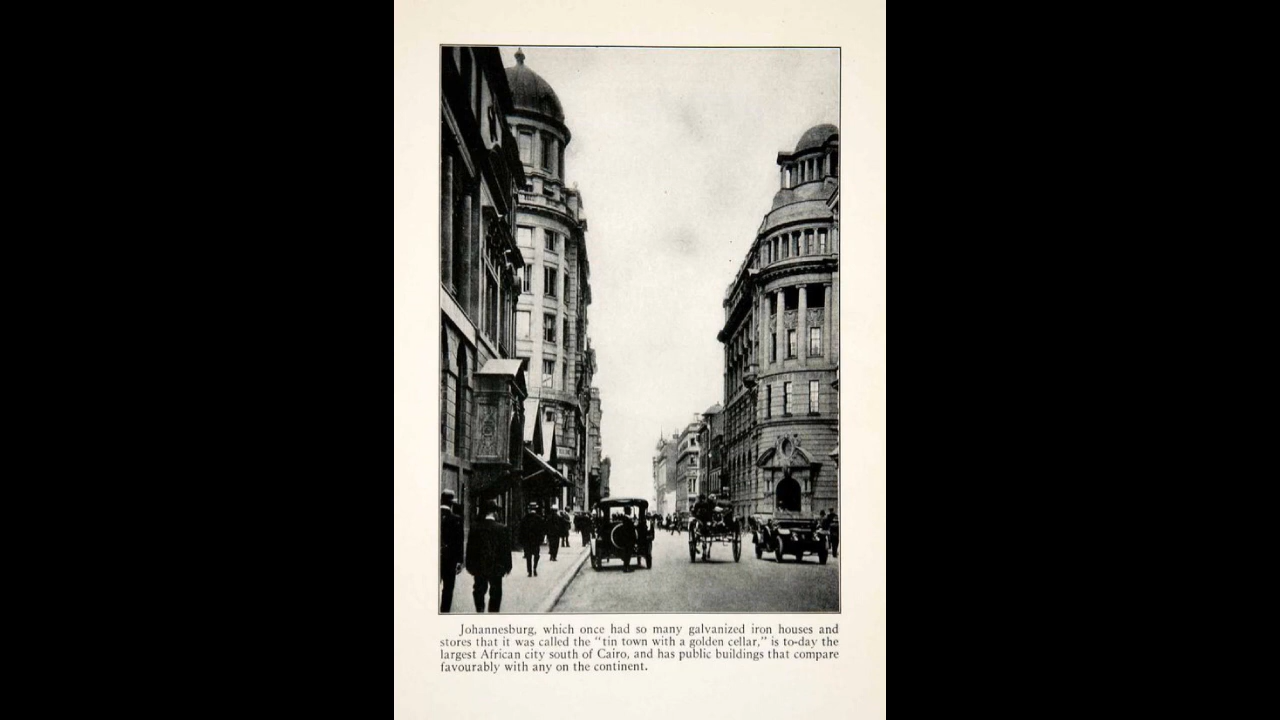 Johannesburg, which once had so many galvanized iron houses and
stores that it was called the "tin town with a golden cellar," is to-day the
largest African city south of Cairo, and has public buildings that compare
favourably with any on the continent.